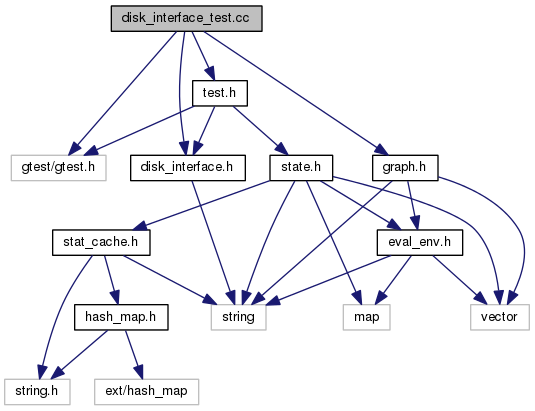 disk_interface_test.cc
test.h
gtest/gtest.h
disk_interface.h
state.h
graph.h
stat_cache.h
eval_env.h
hash_map.h
string
map
vector
string.h
ext/hash_map